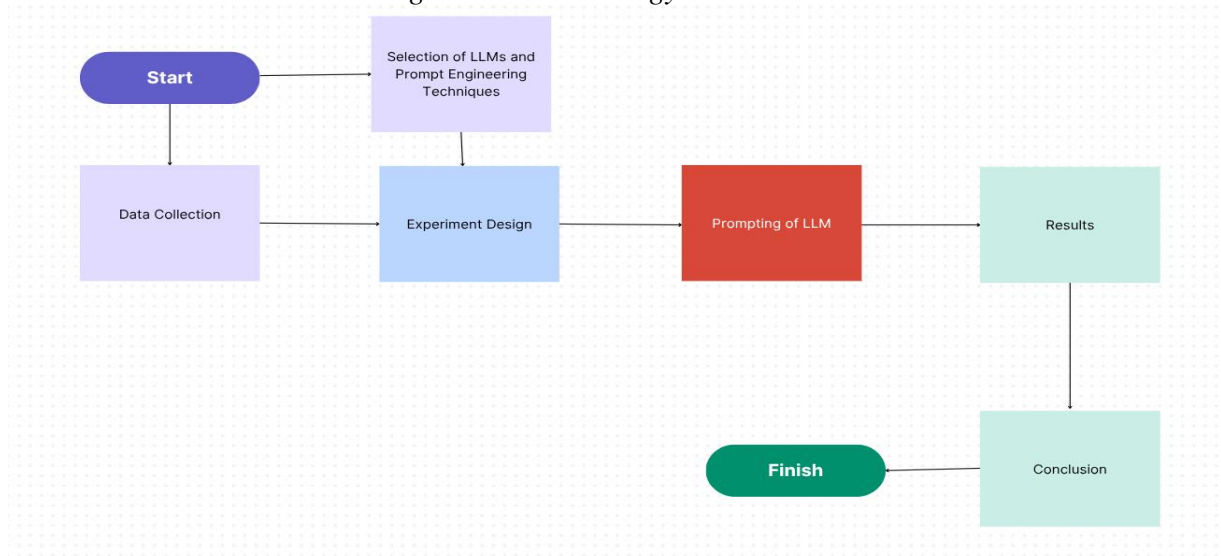 Start
Selection of LLMs and
Prompt Engineering
Techniques
Data Collection
Experiment Design
Prompting of LLM
Results
Finish
Conclusion